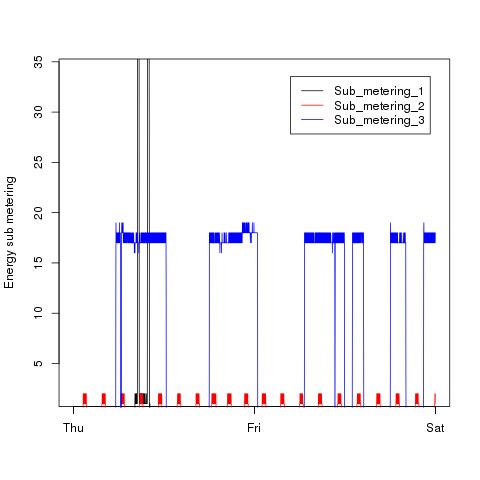 35
30
25
20
15
10
5
Energy sub metering
Sub_metering_1
Sub_metering_2
Sub_metering_3
Thu Fri Sat